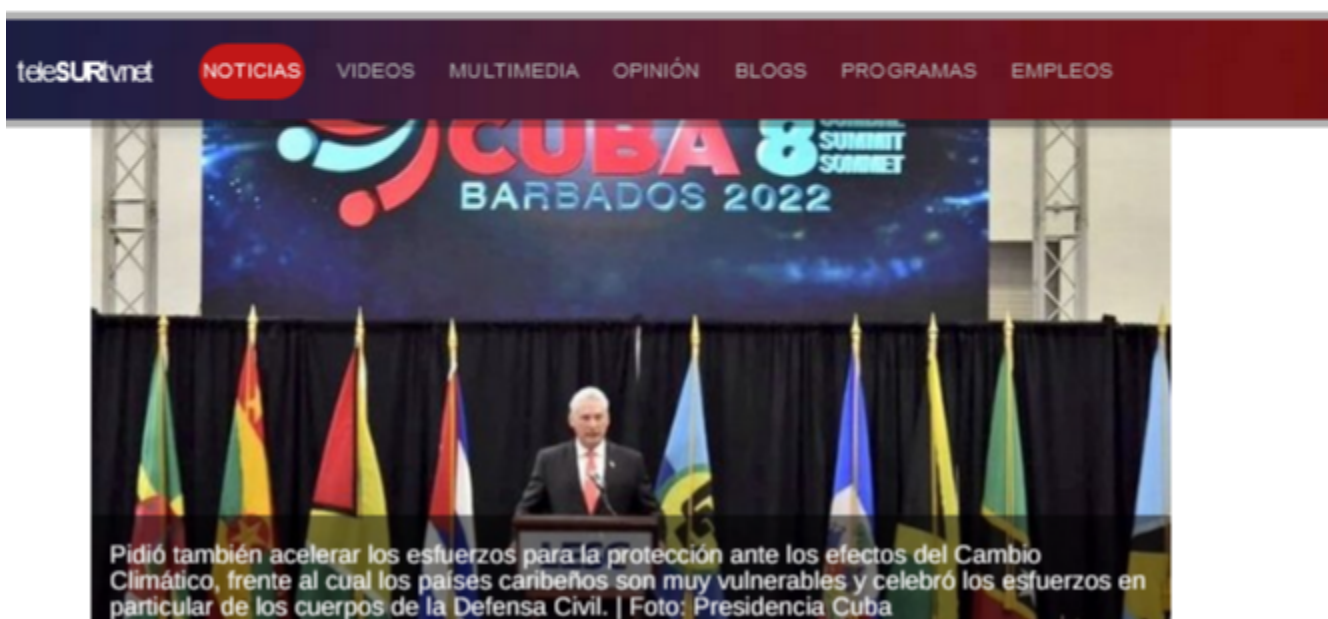 teleSURtv.net NOTICIAS VIDEOS MULTIMEDIA OPINIÓN BLOGS PROGRAMAS EMPLEOS
CUBA 8
SUMMIT
SOMMET
BARBADOS 2022
Pidió también acelerar los esfuerzos para la protección ante los efectos del Cambio
Climático, frente al cual los países caribeños son muy vulnerables y celebró los esfuerzos en
particular de los cuerpos de la Defensa Civil. | Foto: Presidencia Cuba